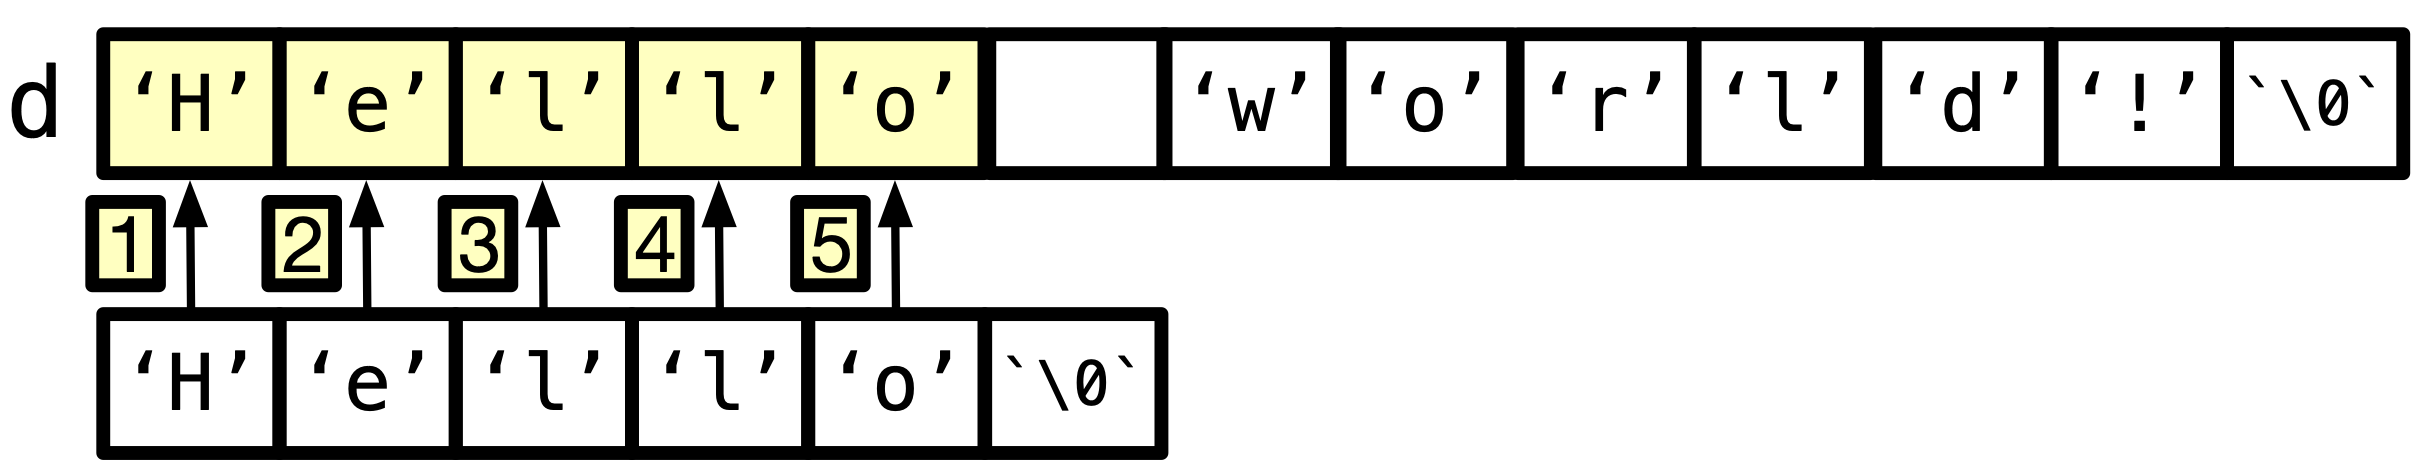 d ‘H’ ‘e’ ‘l’ ‘l’ ‘o’ ‘w’ ‘o’ ‘r’ ‘l’ ‘d’ ‘!’ `\0`
1 2 3 4 5
‘H’ ‘e’ ‘l’ ‘l’ ‘o’ `\0`